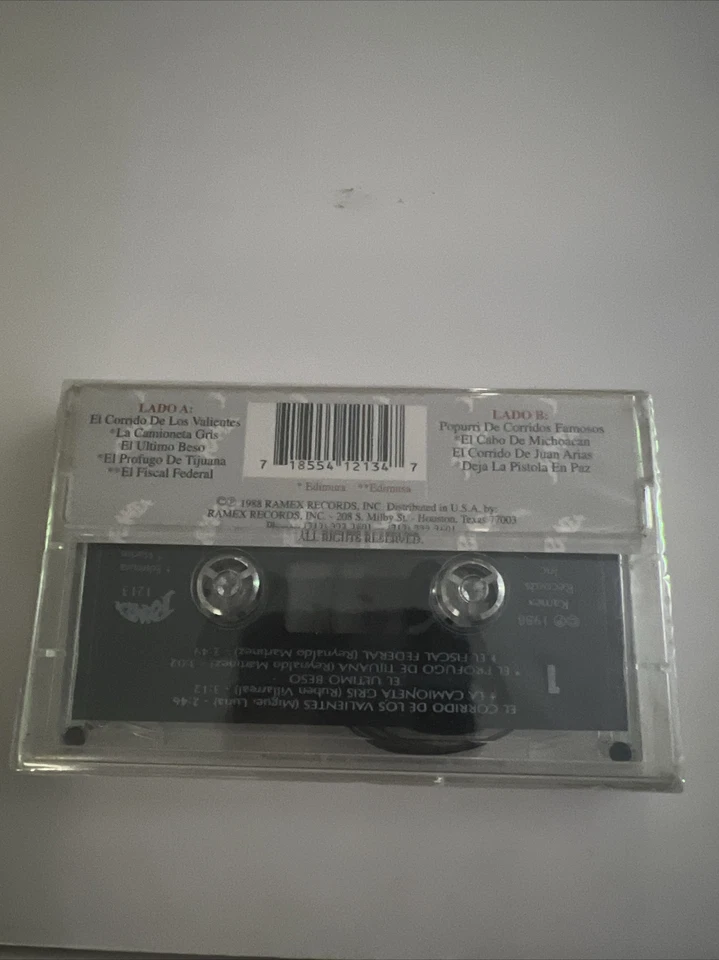 LADO A:
El Corrido De Los Valientes
*La Camioneta Gris
El Ultimo Beso
*El Profugo De Tijuana
**El Fiscal Federal
7 18554 12134 7
* Edimusa **Edimusa
LADO B:
Popurri De Corridos Famosos
*El Cabo De Michoacan
El Corrido De Juan Arias
Deja La Pistola En Paz
©℗ 1988 RAMEX RECORDS, INC. Distributed in U.S.A. by:
RAMEX RECORDS, INC. - 208 S. Milby St. - Houston, Texas 77003
ALL RIGHTS RESERVED.
EL CORRIDO DE LOS VALIENTES (Miguel Luna) - 2:46
* LA CAMIONETA GRIS (Ruben Villarreal) - 3:12
EL ULTIMO BESO -
* EL PROFUGO DE TIJUANA (Reynaldo Martinez) - 3:02
* EL FISCAL FEDERAL (Reynaldo Martinez)
1
©℗ 1988
Ramex
Records
Inc.
RAMEX